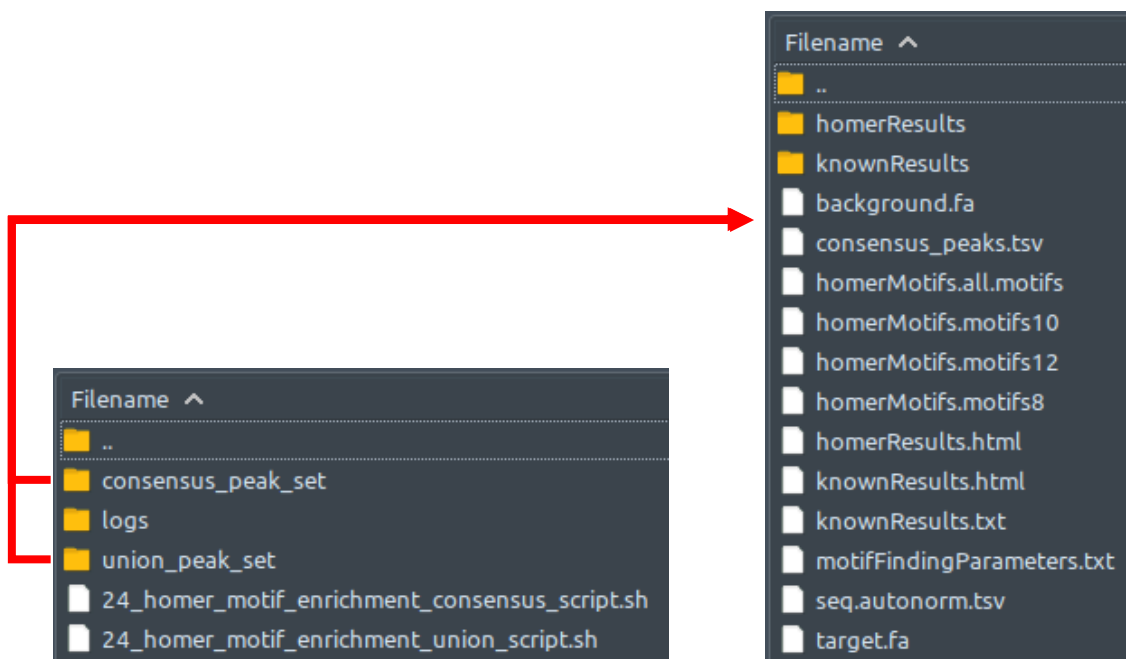 Filename
..
consensus_peak_set
logs
union_peak_set
24_homer_motif_enrichment_consensus_script.sh
24_homer_motif_enrichment_union_script.sh
Filename
..
homerResults
knownResults
background.fa
consensus_peaks.tsv
homerMotifs.all.motifs
homerMotifs.motifs10
homerMotifs.motifs12
homerMotifs.motifs8
homerResults.html
knownResults.html
knownResults.txt
motifFindingParameters.txt
seq.autonorm.tsv
target.fa